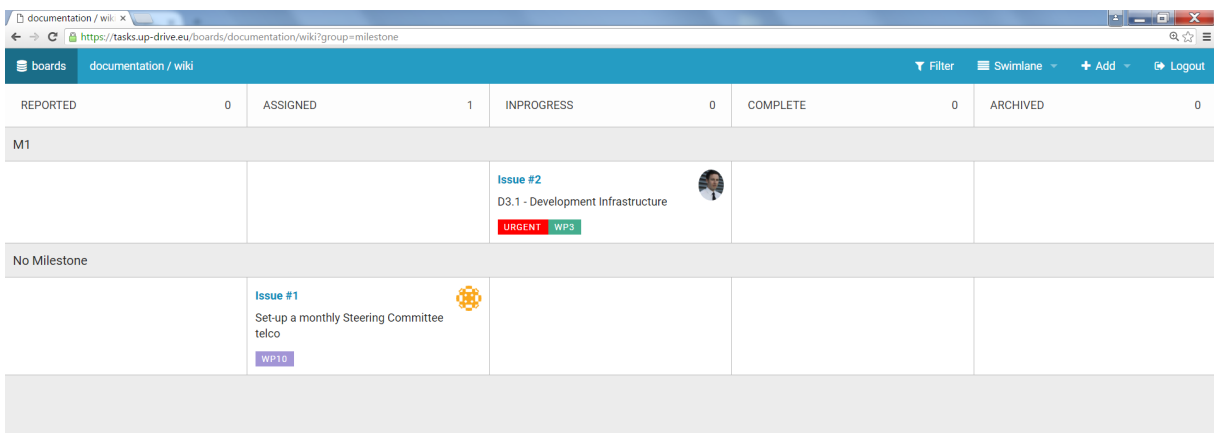 documentation / wiki
https://tasks.up-drive.eu/boards/documentation/wiki?group=milestone
boards documentation / wiki Filter Swimlane Add Logout
REPORTED 0 ASSIGNED 1 INPROGRESS 0 COMPLETE 0 ARCHIVED 0
M1
Issue #2
D3.1 - Development Infrastructure
URGENT WP3
No Milestone
Issue #1
Set-up a monthly Steering Committee
telco
WP10